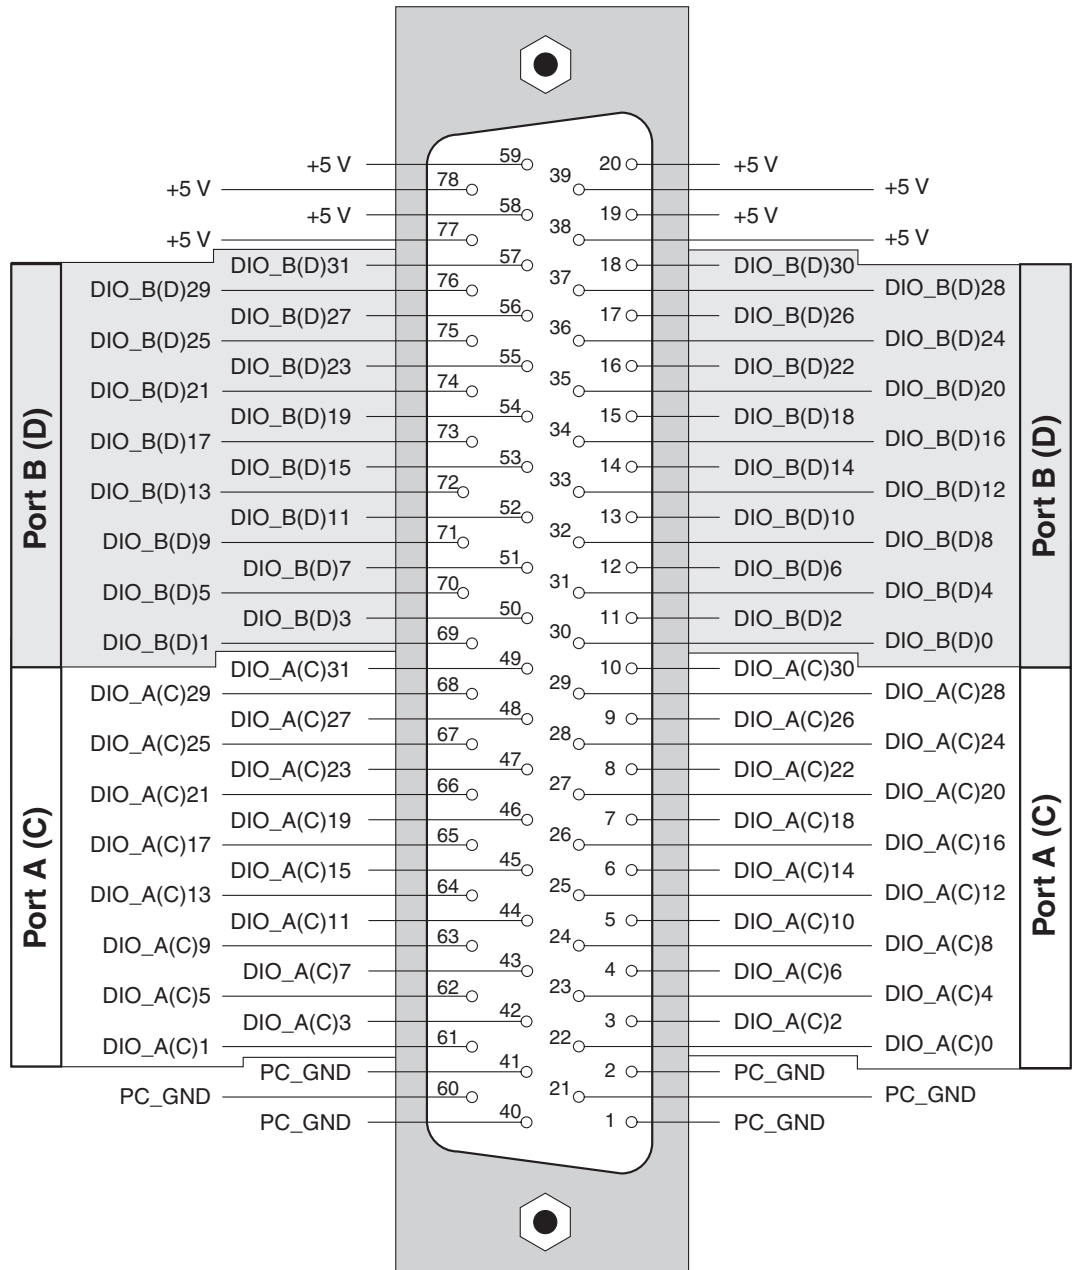 +5 V 59 20 +5 V
+5 V 78 39 +5 V
+5 V 58 19 +5 V
+5 V 77 38 +5 V
DIO_B(D)31 57 18 DIO_B(D)30
DIO_B(D)29 76 37 DIO_B(D)28
DIO_B(D)27 56 17 DIO_B(D)26
DIO_B(D)25 75 36 DIO_B(D)24
DIO_B(D)23 55 16 DIO_B(D)22
DIO_B(D)21 74 35 DIO_B(D)20
DIO_B(D)19 54 15 DIO_B(D)18
DIO_B(D)17 73 34 DIO_B(D)16
DIO_B(D)15 53 14 DIO_B(D)14
DIO_B(D)13 72 33 DIO_B(D)12
DIO_B(D)11 52 13 DIO_B(D)10
DIO_B(D)9 71 32 DIO_B(D)8
DIO_B(D)7 51 12 DIO_B(D)6
DIO_B(D)5 70 31 DIO_B(D)4
DIO_B(D)3 50 11 DIO_B(D)2
DIO_B(D)1 69 30 DIO_B(D)0
Port B (D)
Port B (D)
DIO_A(C)31 49 10 DIO_A(C)30
DIO_A(C)29 68 29 DIO_A(C)28
DIO_A(C)27 48 9 DIO_A(C)26
DIO_A(C)25 67 28 DIO_A(C)24
DIO_A(C)23 47 8 DIO_A(C)22
DIO_A(C)21 66 27 DIO_A(C)20
DIO_A(C)19 46 7 DIO_A(C)18
DIO_A(C)17 65 26 DIO_A(C)16
DIO_A(C)15 45 6 DIO_A(C)14
DIO_A(C)13 64 25 DIO_A(C)12
DIO_A(C)11 44 5 DIO_A(C)10
DIO_A(C)9 63 24 DIO_A(C)8
DIO_A(C)7 43 4 DIO_A(C)6
DIO_A(C)5 62 23 DIO_A(C)4
DIO_A(C)3 42 3 DIO_A(C)2
DIO_A(C)1 61 22 DIO_A(C)0
Port A (C)
Port A (C)
PC_GND 41 2 PC_GND
PC_GND 60 21 PC_GND
PC_GND 40 1 PC_GND